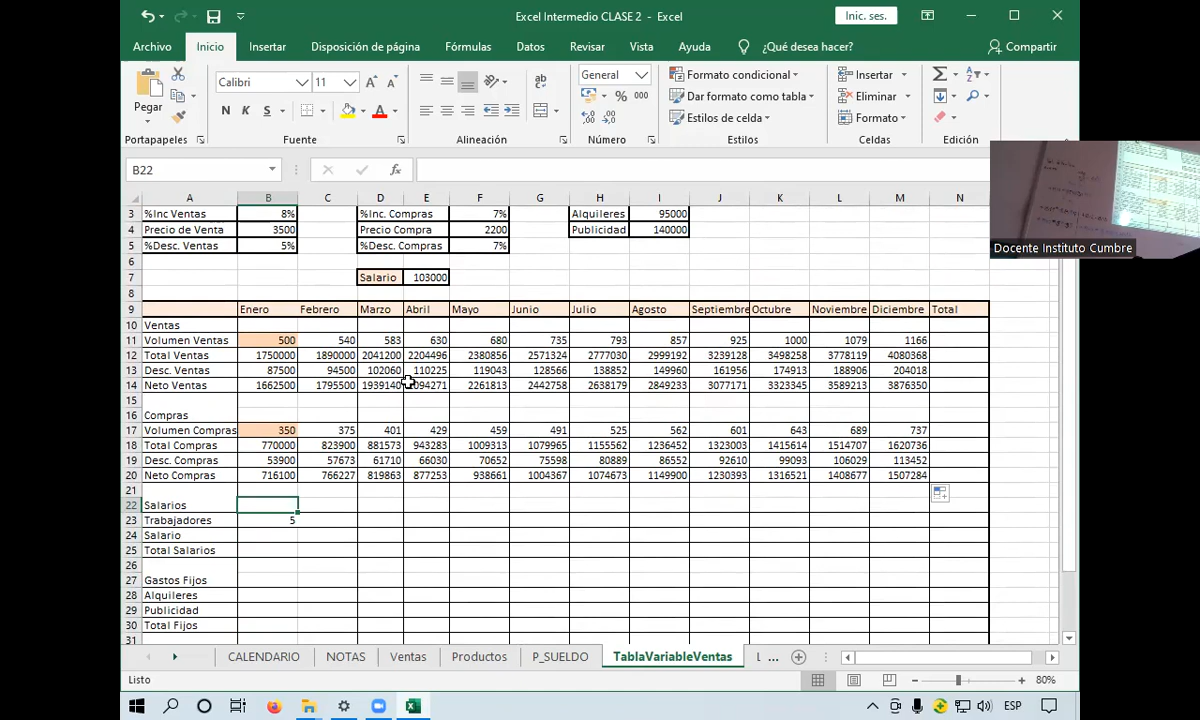 Excel Intermedio CLASE 2 - Excel
Inic. ses.
Archivo Inicio Insertar Disposición de página Fórmulas Datos Revisar Vista Ayuda ¿Qué desea hacer? Compartir
Pegar
Calibri 11
N K S
ab
General
% 000
Formato condicional
Dar formato como tabla
Estilos de celda
Insertar
Eliminar
Formato
Portapapeles Fuente Alineación Número Estilos Celdas Edición
B22
fx
Docente Instituto Cumbre
A B C D E F G H I J K L M N
3 %Inc Ventas 8% %Inc. Compras 7% Alquileres 95000
4 Precio de Venta 3500 Precio Compra 2200 Publicidad 140000
5 %Desc. Ventas 5% %Desc. Compras 7%
6
7 Salario 103000
8
9 Enero Febrero Marzo Abril Mayo Junio Julio Agosto Septiembre Octubre Noviembre Diciembre Total
10 Ventas
11 Volumen Ventas 500 540 583 630 680 735 793 857 925 1000 1079 1166
12 Total Ventas 1750000 1890000 2041200 2204496 2380856 2571324 2777030 2999192 3239128 3498258 3778119 4080368
13 Desc. Ventas 87500 94500 102060 110225 119043 128566 138852 149960 161956 174913 188906 204018
14 Neto Ventas 1662500 1795500 1939140 094271 2261813 2442758 2638179 2849233 3077171 3323345 3589213 3876350
15
16 Compras
17 Volumen Compras 350 375 401 429 459 491 525 562 601 643 689 737
18 Total Compras 770000 823900 881573 943283 1009313 1079965 1155562 1236452 1323003 1415614 1514707 1620736
19 Desc. Compras 53900 57673 61710 66030 70652 75598 80889 86552 92610 99093 106029 113452
20 Neto Compras 716100 766227 819863 877253 938661 1004367 1074673 1149900 1230393 1316521 1408677 1507284
21
22 Salarios
23 Trabajadores 5
24 Salario
25 Total Salarios
26
27 Gastos Fijos
28 Alquileres
29 Publicidad
30 Total Fijos
31
CALENDARIO NOTAS Ventas Productos P_SUELDO TablaVariableVentas L ...
Listo
80%
ESP